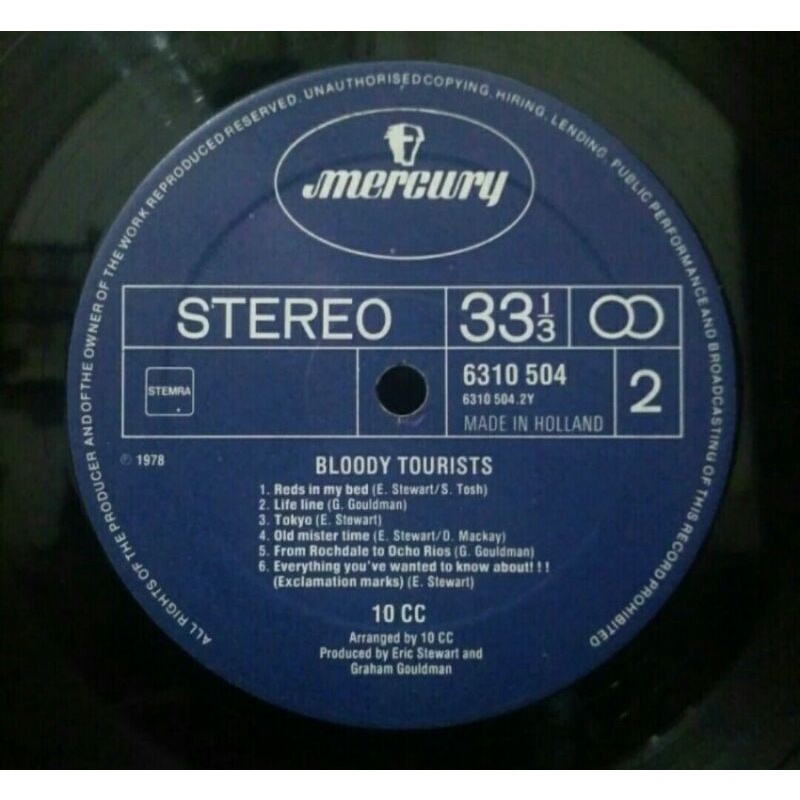 ALL RIGHTS OF THE PRODUCER AND OF THE OWNER OF THE WORK REPRODUCED RESERVED. UNAUTHORISED COPYING, HIRING, LENDING, PUBLIC PERFORMANCE AND BROADCASTING OF THIS RECORD PROHIBITED
mercury
STEREO 33 1/3
STEMRA 6310 504 2
6310 504.2Y
MADE IN HOLLAND
℗ 1978
BLOODY TOURISTS
1. Reds in my bed (E. Stewart/S. Tosh)
2. Life line (G. Gouldman)
3. Tokyo (E. Stewart)
4. Old mister time (E. Stewart/D. Mackay)
5. From Rochdale to Ocho Rios (G. Gouldman)
6. Everything you've wanted to know about!!!
(Exclamation marks) (E. Stewart)
10 CC
Arranged by 10 CC
Produced by Eric Stewart and
Graham Gouldman